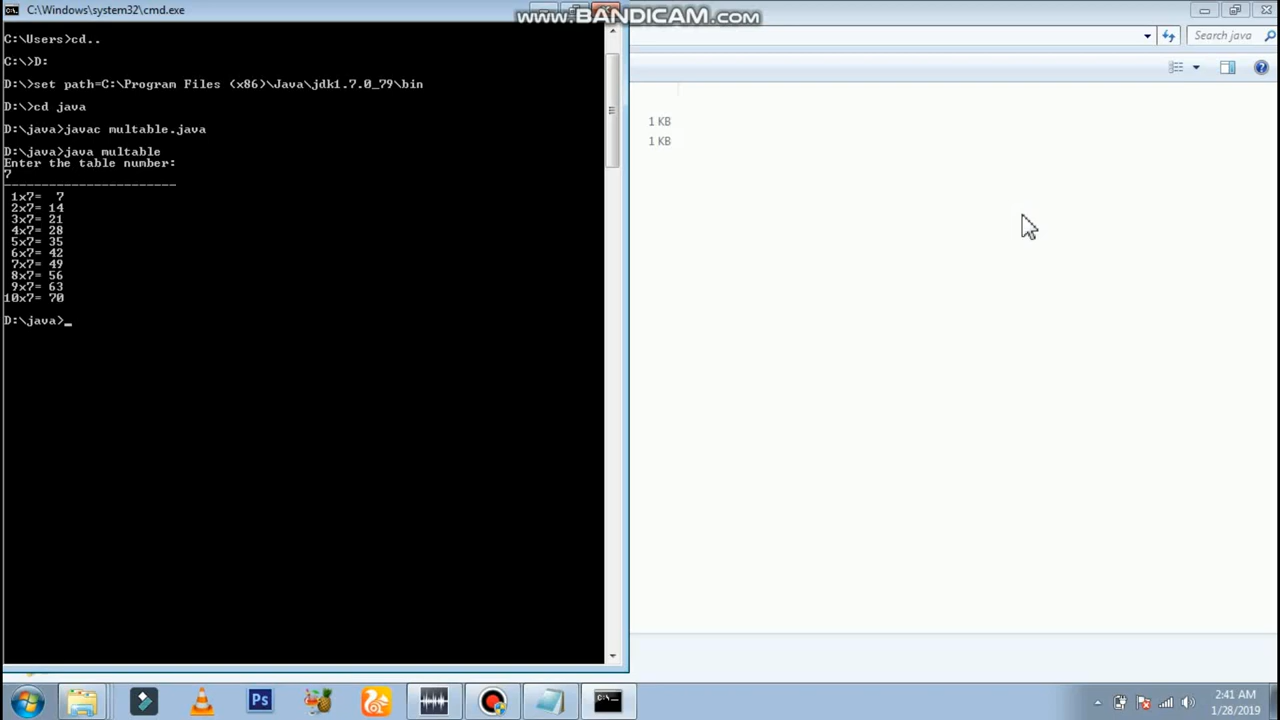 C:\Windows\system32\cmd.exe
www.BANDICAM.com
C:\Users>cd..
C:\>D:
D:\>set path=C:\Program Files (x86)\Java\jdk1.7.0_79\bin
D:\>cd java
D:\java>javac multable.java
D:\java>java multable
Enter the table number:
7
-----------------------
1x7=  7
2x7= 14
3x7= 21
4x7= 28
5x7= 35
6x7= 42
7x7= 49
8x7= 56
9x7= 63
10x7= 70
D:\java>_
Search java
1 KB
1 KB
Ps
2:41 AM
1/28/2019